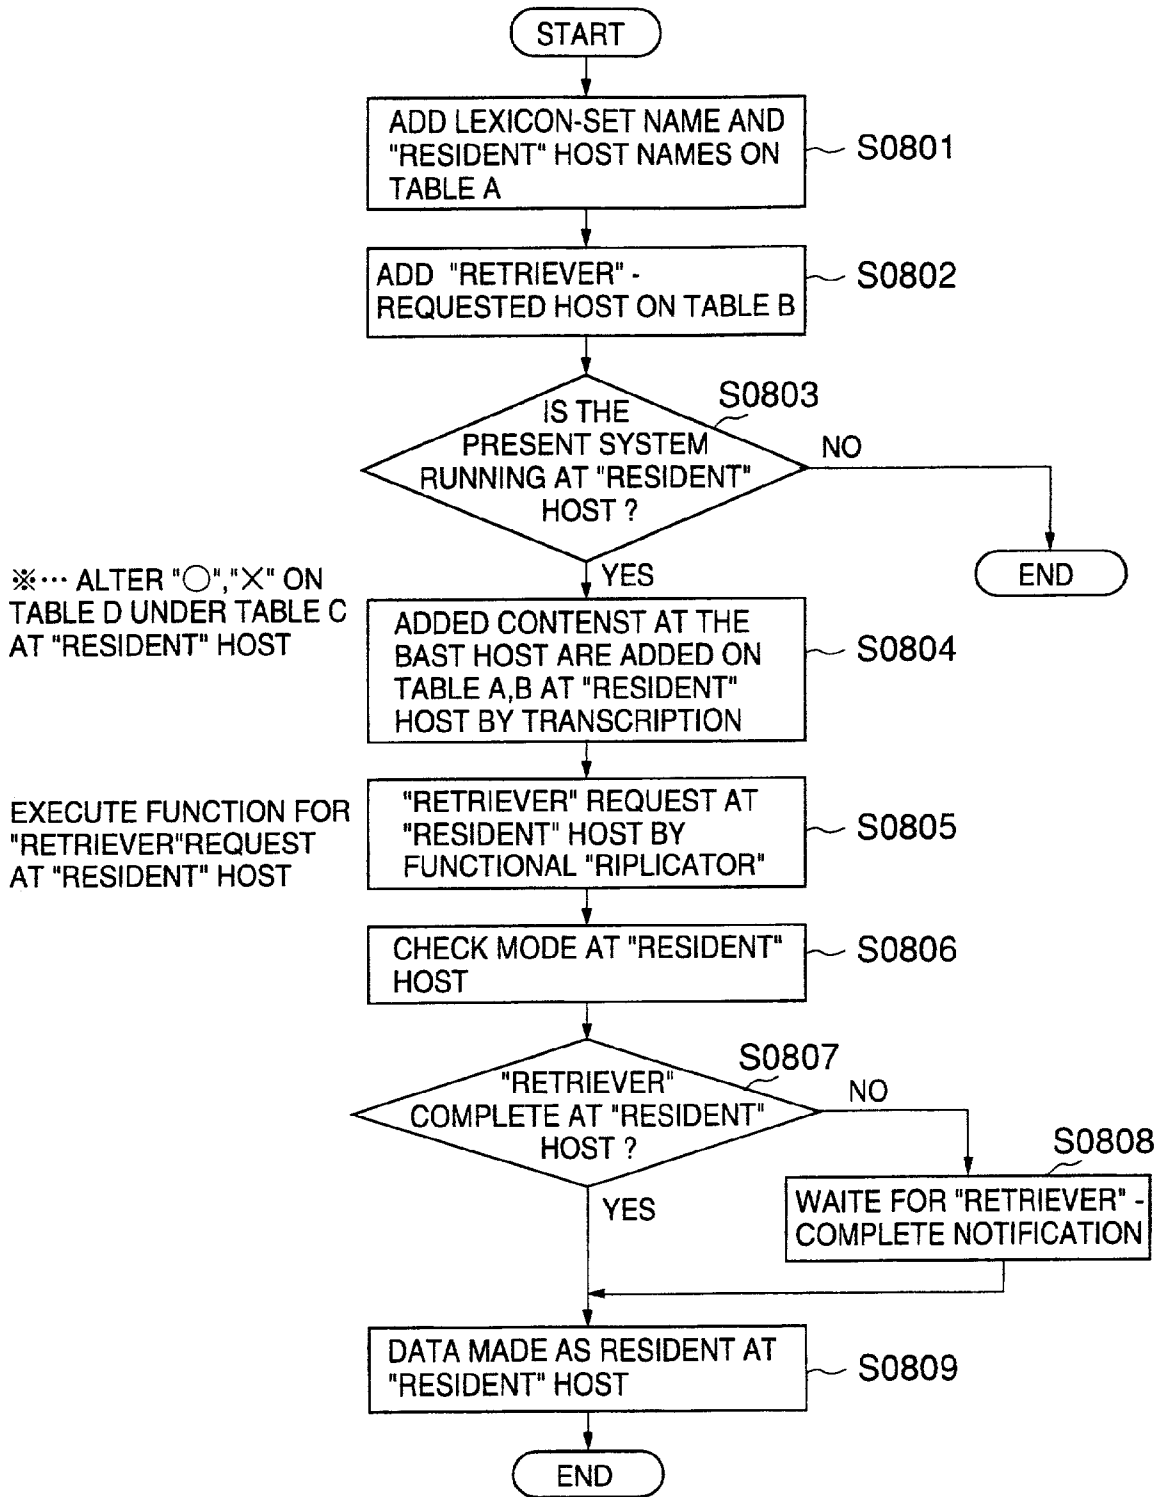 START
ADD LEXICON-SET NAME AND
"RESIDENT" HOST NAMES ON
TABLE A
S0801
ADD "RETRIEVER" -
REQUESTED HOST ON TABLE B
S0802
S0803
IS THE
PRESENT SYSTEM
RUNNING AT "RESIDENT"
HOST ?
NO
END
YES
※··· ALTER "○","×" ON
TABLE D UNDER TABLE C
AT "RESIDENT" HOST
ADDED CONTENST AT THE
BAST HOST ARE ADDED ON
TABLE A,B AT "RESIDENT"
HOST BY TRANSCRIPTION
S0804
EXECUTE FUNCTION FOR
"RETRIEVER"REQUEST
AT "RESIDENT" HOST
"RETRIEVER" REQUEST AT
"RESIDENT" HOST BY
FUNCTIONAL "RIPLICATOR"
S0805
CHECK MODE AT "RESIDENT"
HOST
S0806
S0807
"RETRIEVER"
COMPLETE AT "RESIDENT"
HOST ?
NO
YES
S0808
WAITE FOR "RETRIEVER" -
COMPLETE NOTIFICATION
DATA MADE AS RESIDENT AT
"RESIDENT" HOST
S0809
END